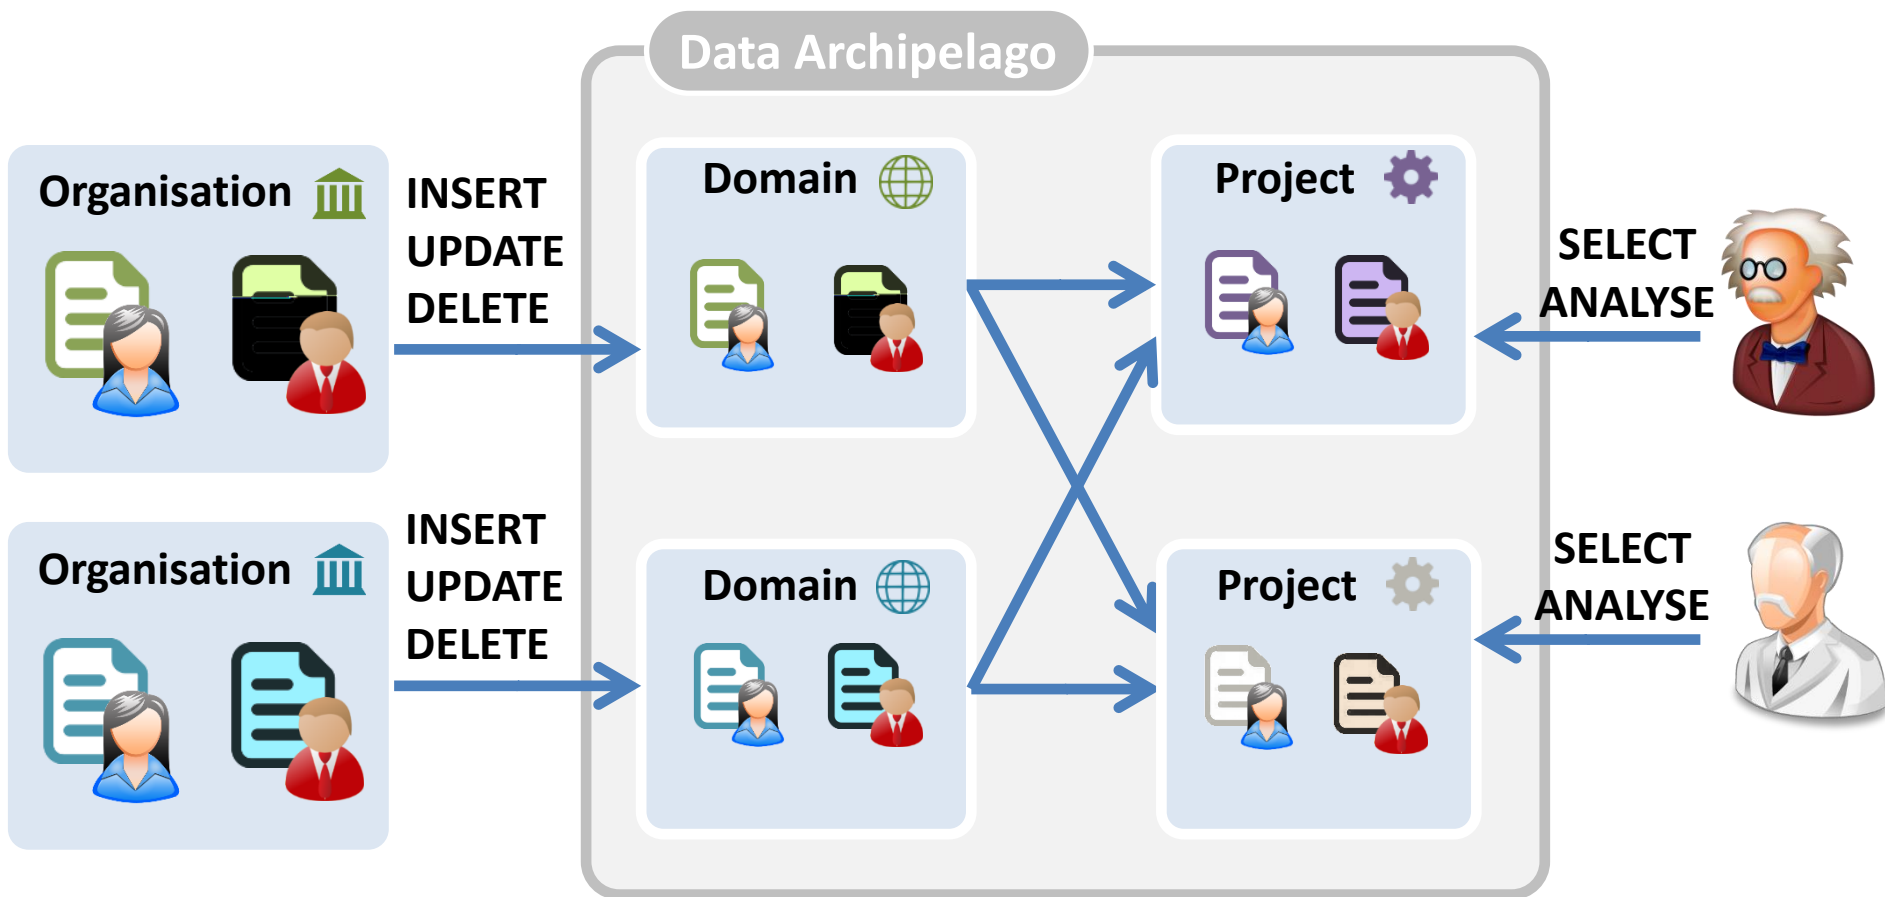 Data Archipelago
Organisation
INSERT
UPDATE
DELETE
Domain
Project
SELECT
ANALYSE
Organisation
INSERT
UPDATE
DELETE
Domain
Project
SELECT
ANALYSE